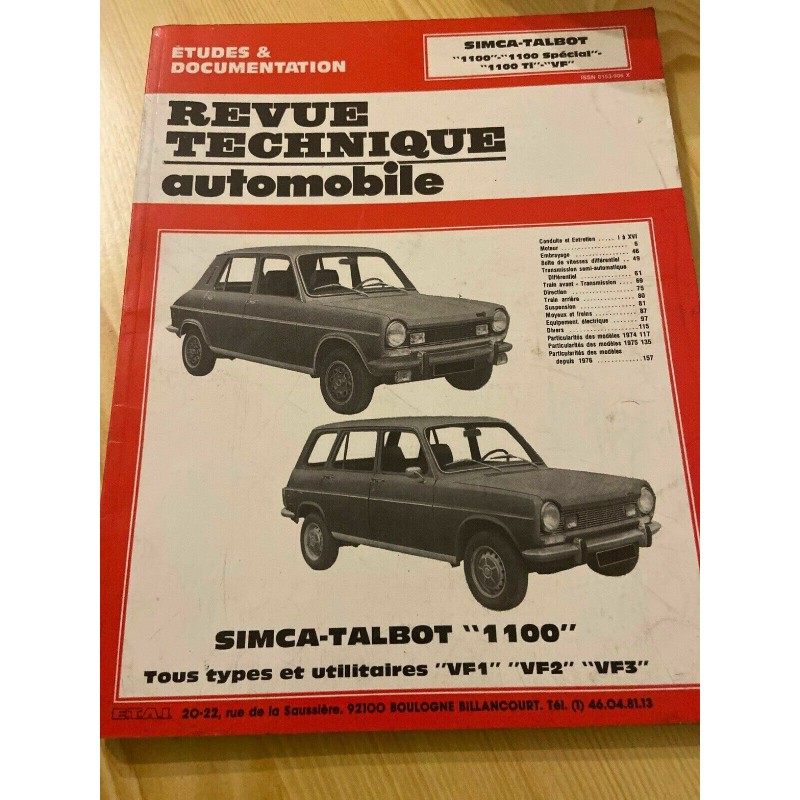 ÉTUDES &
DOCUMENTATION
SIMCA-TALBOT
"1100"-"1100 Spécial"-
"1100 TI"-"VF"
REVUE
TECHNIQUE
automobile
Conduite et Entretien ..... I à XVI
Moteur .................... 6
Embrayage ................ 46
Boîte de vitesses différentiel .. 49
Transmission semi-automatique
Différentiel ................ 61
Train avant - Transmission .... 69
Direction ................ 75
Train arrière .............. 80
Suspension ................ 81
Moyeux et freins ........... 87
Equipement électrique ....... 97
Divers .................. 115
Particularités des modèles 1974 117
Particularités des modèles 1975 135
Particularités des modèles
depuis 1976 ............. 157
SIMCA-TALBOT "1100"
Tous types et utilitaires "VF1" "VF2" "VF3"
E.T.A.I. 20-22, rue de la Saussière. 92100 BOULOGNE BILLANCOURT. Tél. (1) 46.04.81.13